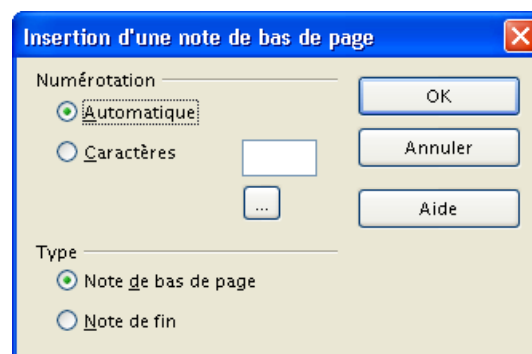 Insertion d'une note de bas de page
Numérotation
Automatique
Caractères
...
OK
Annuler
Aide
Type
Note de bas de page
Note de fin